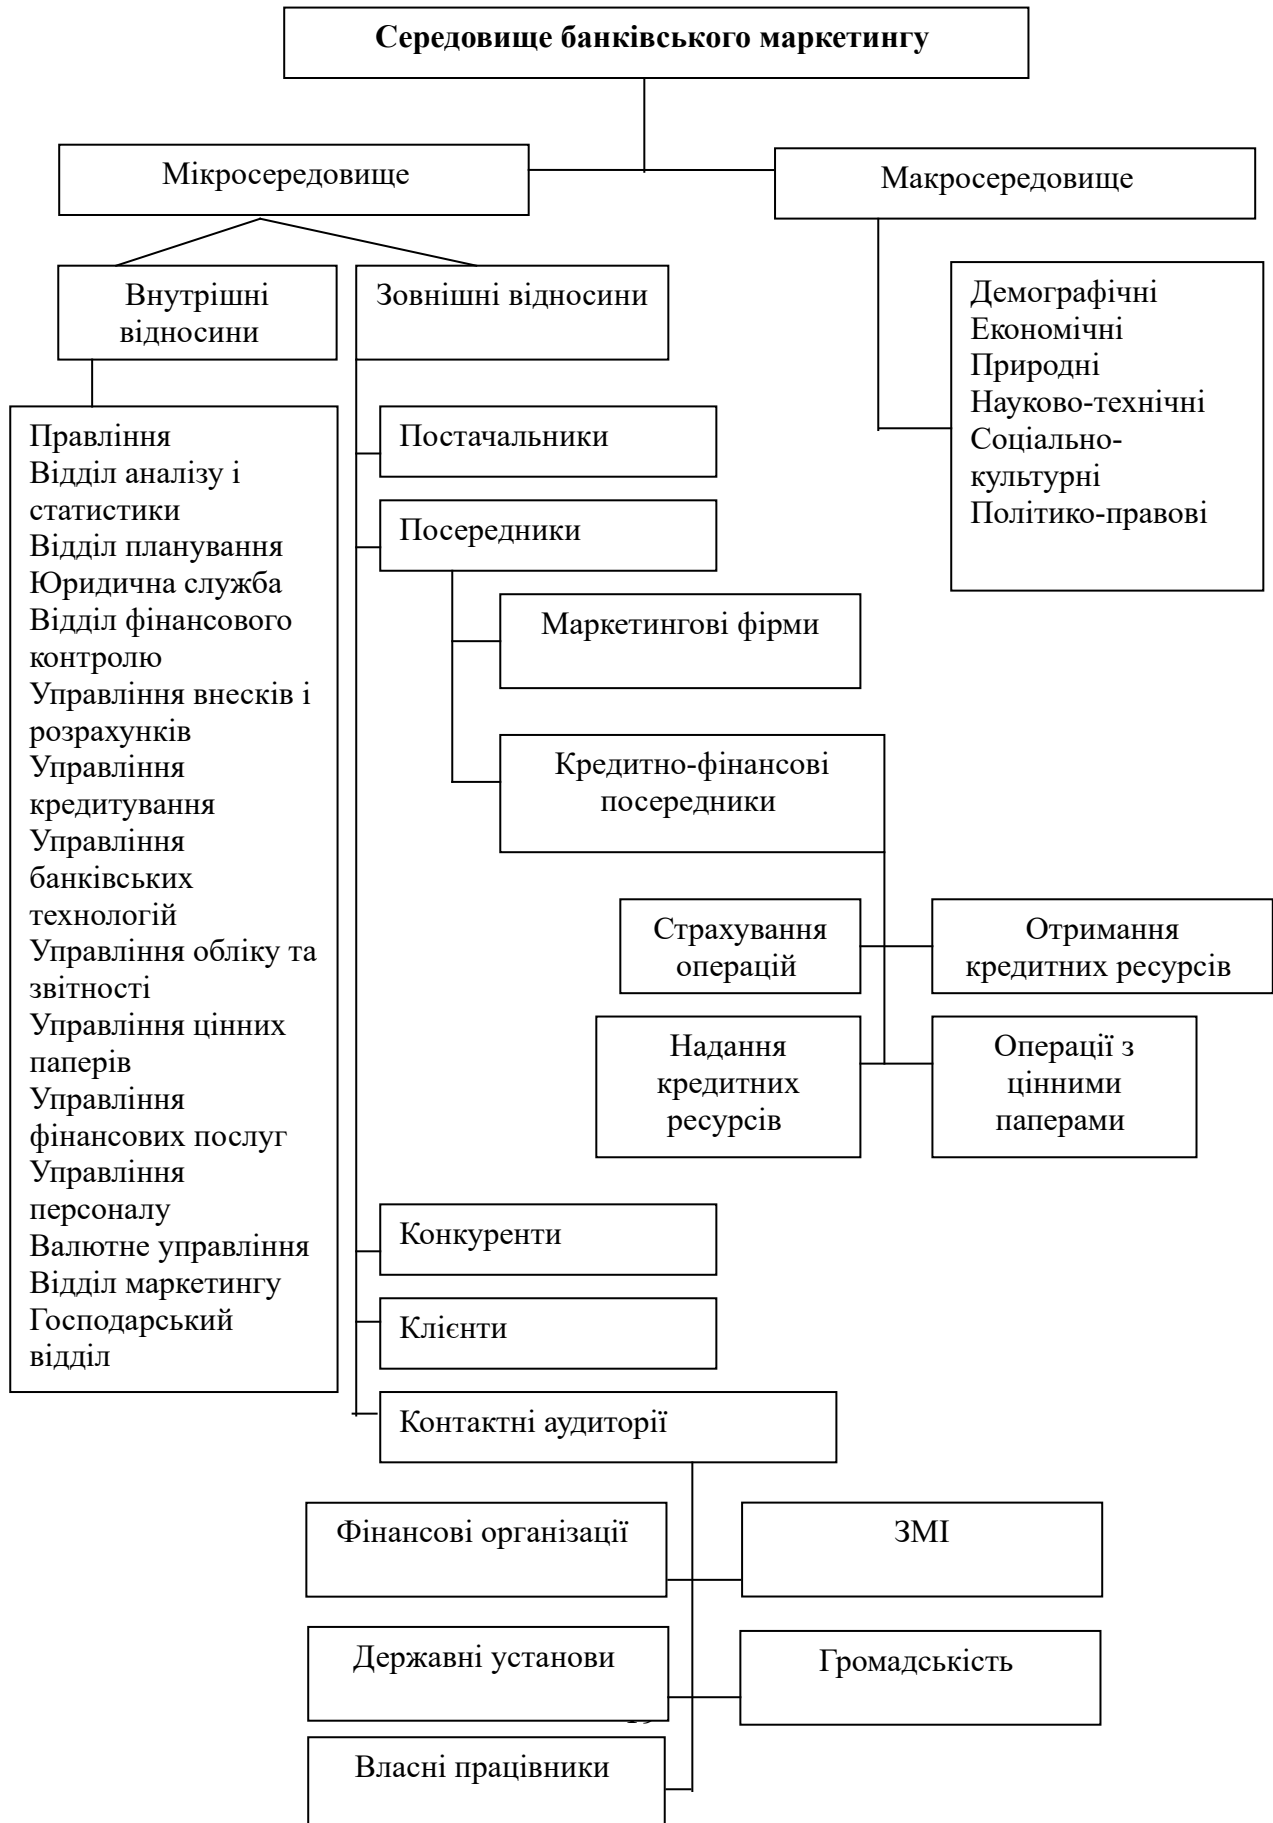 Середовище банківського маркетингу
Мікросередовище
Макросередовище
Внутрішні
відносини
Зовнішні відносини
Демографічні
Економічні
Природні
Науково-технічні
Соціально-
культурні
Політико-правові
Правління
Відділ аналізу і
статистики
Відділ планування
Юридична служба
Відділ фінансового
контролю
Управління внесків і
розрахунків
Управління
кредитування
Управління
банківських
технологій
Управління обліку та
звітності
Управління цінних
паперів
Управління
фінансових послуг
Управління
персоналу
Валютне управління
Відділ маркетингу
Господарський
відділ
Постачальники
Посередники
Маркетингові фірми
Кредитно-фінансові
посередники
Страхування
операцій
Отримання
кредитних ресурсів
Надання
кредитних
ресурсів
Операції з
цінними
паперами
Конкуренти
Клієнти
Контактні аудиторії
Фінансові організації
ЗМІ
Державні установи
Громадськість
Власні працівники